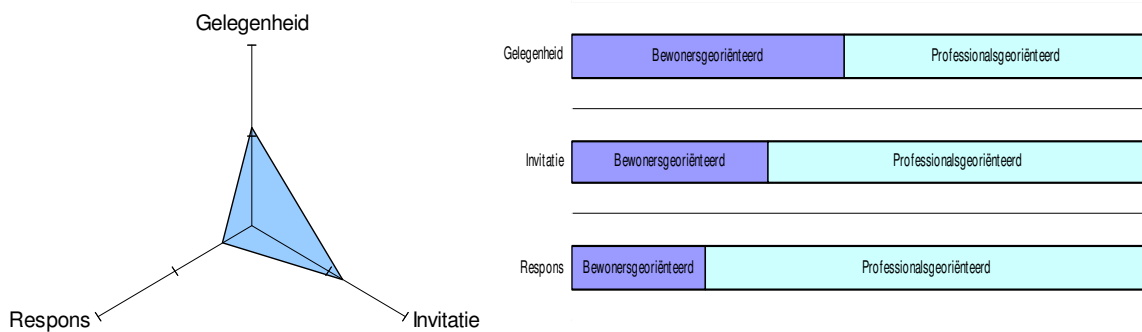 Gelegenheid
Respons
Invitatie
Gelegenheid Bewonersgeoriënteerd Professionalsgeoriënteerd
Invitatie Bewonersgeoriënteerd Professionalsgeoriënteerd
Respons Bewonersgeoriënteerd Professionalsgeoriënteerd